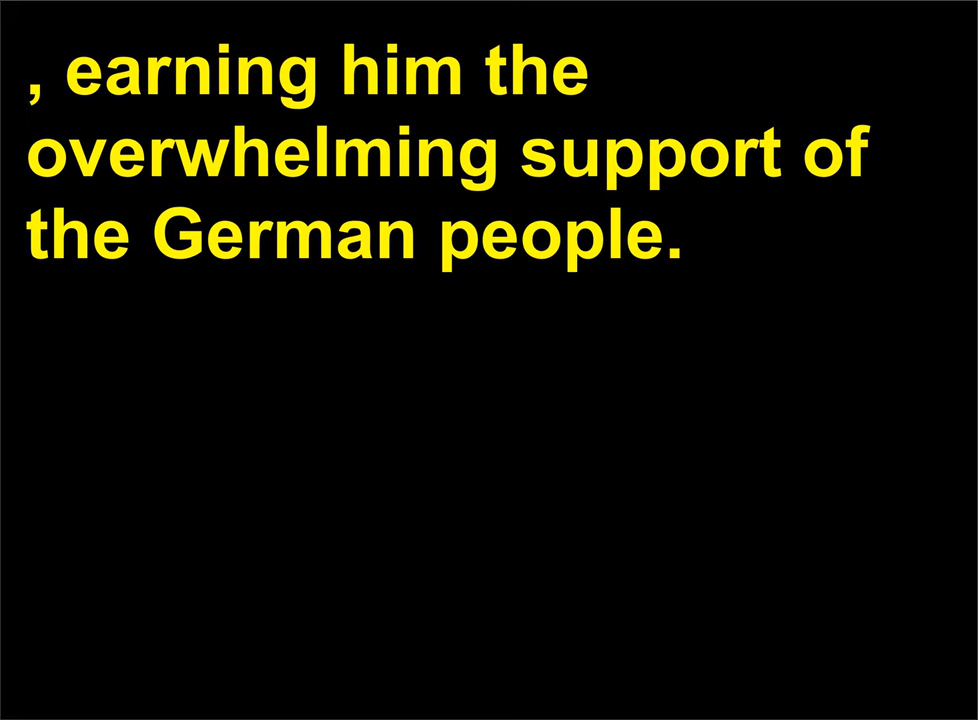 , earning him the
overwhelming support of
the German people.